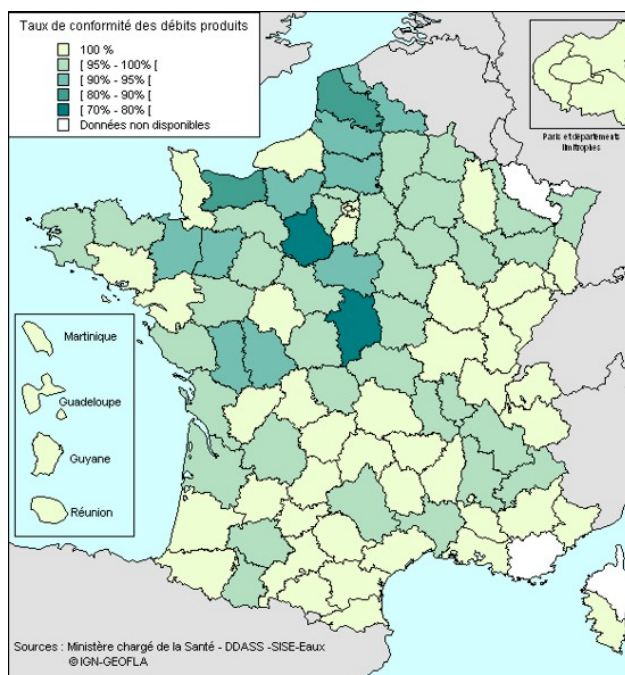 Taux de conformité des débits produits
100 %
[ 95% - 100% [
[ 90% - 95% [
[ 80% - 90% [
[ 70% - 80% [
Données non disponibles
Paris et départements
limitrophes
Martinique
Guadeloupe
Guyane
Réunion
Sources : Ministère chargé de la Santé - DDASS -SISE-Eaux
©IGN-GEOFLA